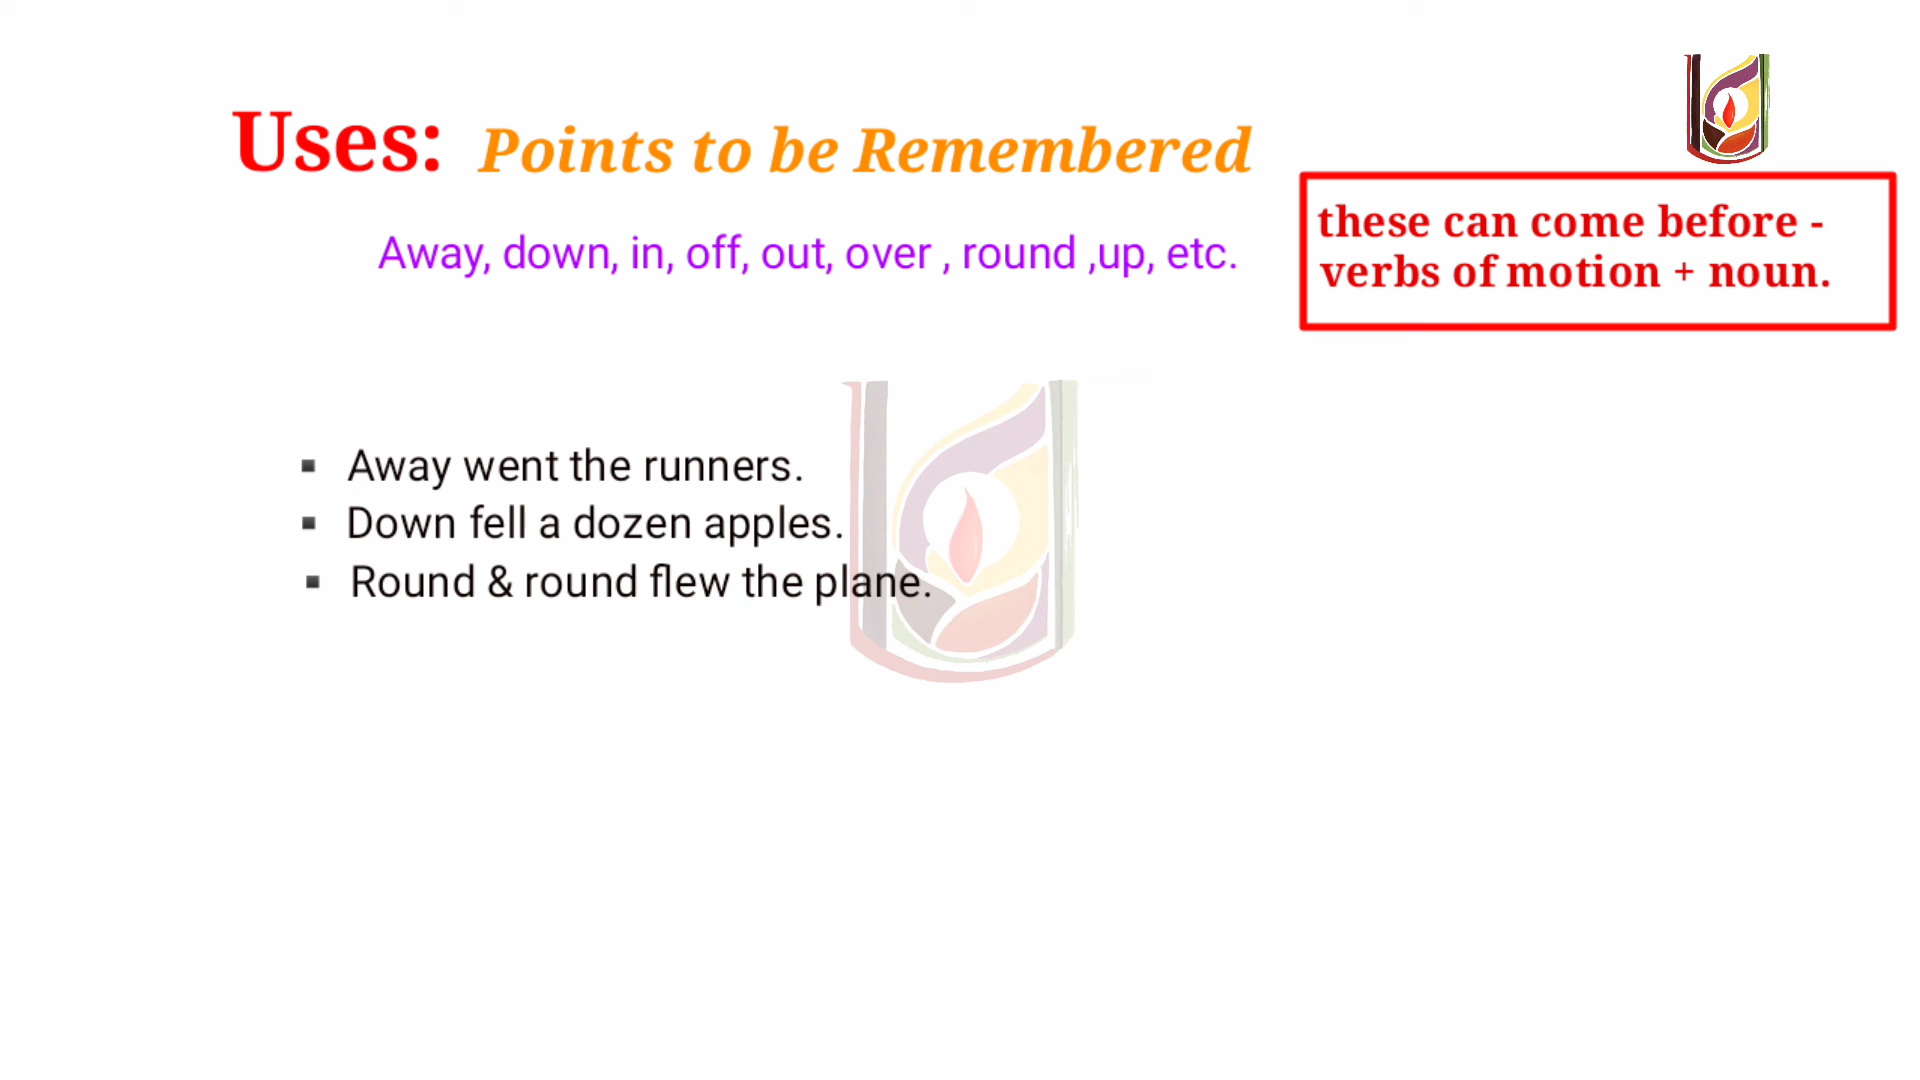 Uses: Points to be Remembered
Away, down, in, off, out, over , round ,up, etc.
these can come before -
verbs of motion + noun.
▪ Away went the runners.
▪ Down fell a dozen apples.
▪ Round & round flew the plane.